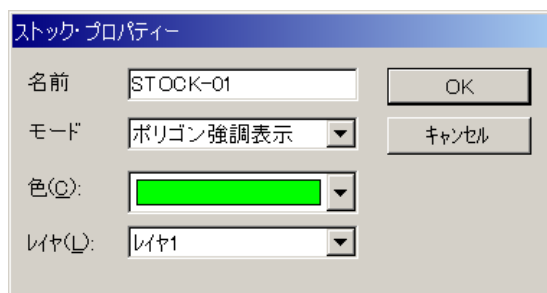 ストック・プロパティー
名前 STOCK-01 OK
モード ポリゴン強調表示 キャンセル
色(C):
レイヤ(L): レイヤ1